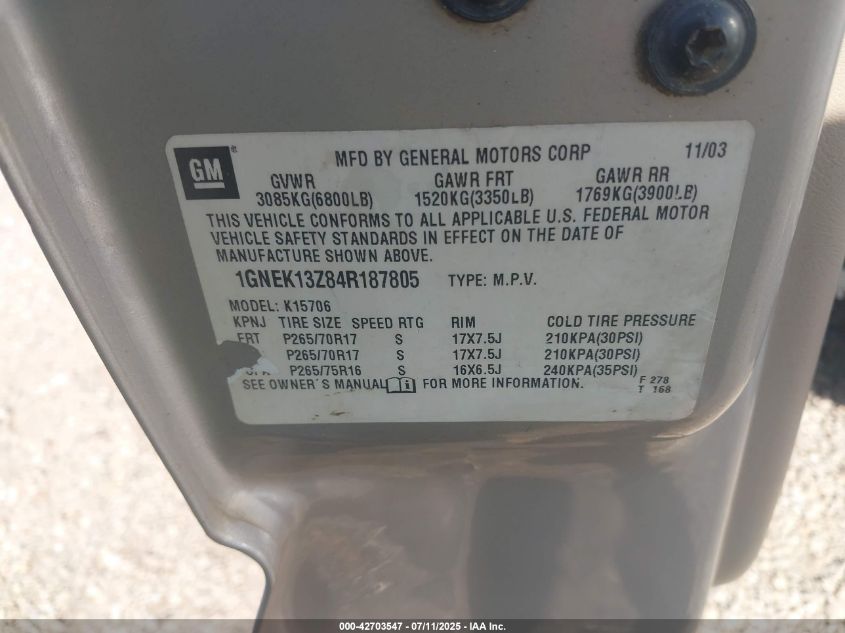 GM
MFD BY GENERAL MOTORS CORP 11/03
GVWR GAWR FRT GAWR RR
3085KG(6800LB) 1520KG(3350LB) 1769KG(3900LB)
THIS VEHICLE CONFORMS TO ALL APPLICABLE U.S. FEDERAL MOTOR
VEHICLE SAFETY STANDARDS IN EFFECT ON THE DATE OF
MANUFACTURE SHOWN ABOVE.
1GNEK13Z84R187805 TYPE: M.P.V.
MODEL: K15706
KPNJ TIRE SIZE SPEED RTG RIM COLD TIRE PRESSURE
FRT P265/70R17 S 17X7.5J 210KPA(30PSI)
P265/70R17 S 17X7.5J 210KPA(30PSI)
P265/75R16 S 16X6.5J 240KPA(35PSI)
SEE OWNER'S MANUAL FOR MORE INFORMATION.
F 278
T 168
000-42703547 - 07/11/2025 - IAA Inc.